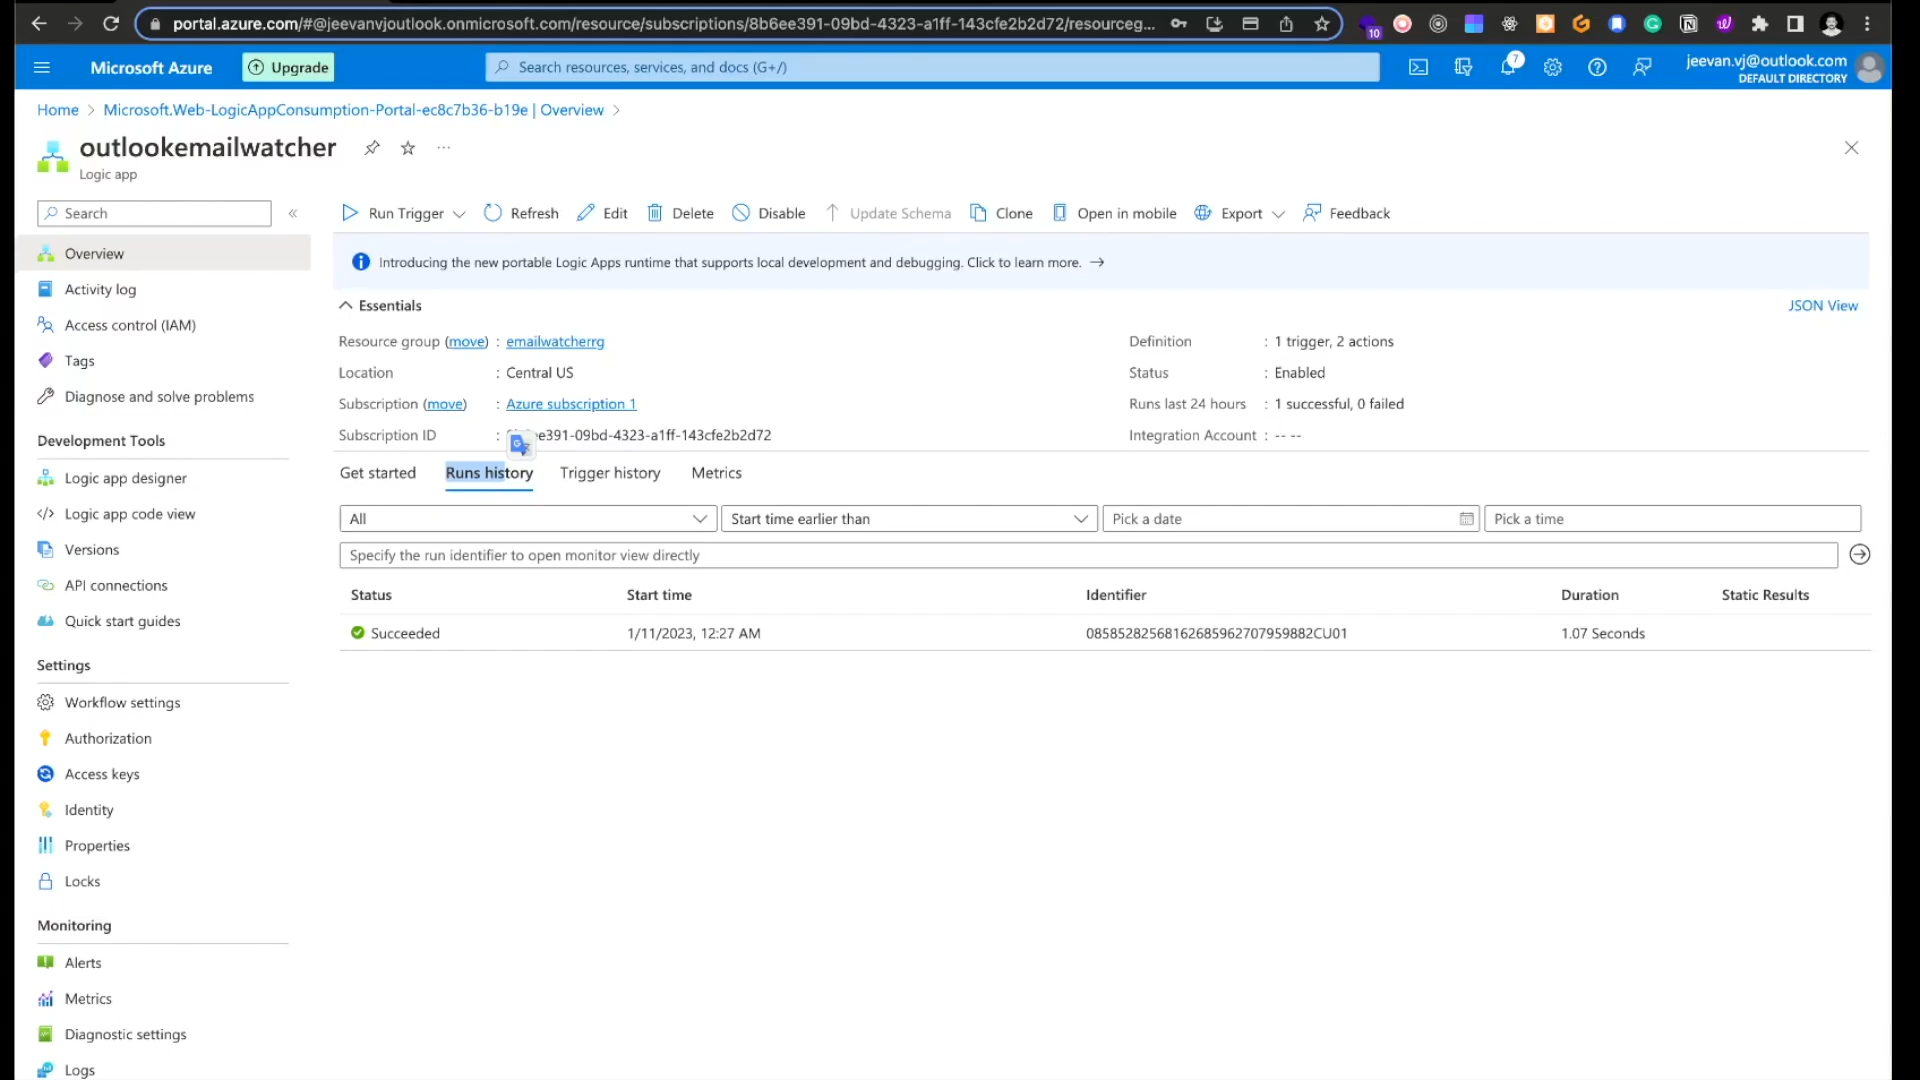 portal.azure.com/#@jeevanvjoutlook.onmicrosoft.com/resource/subscriptions/8b6ee391-09bd-4323-a1ff-143cfe2b2d72/resourceg...
10
Microsoft Azure
Upgrade
Search resources, services, and docs (G+/)
7
jeevan.vj@outlook.com
DEFAULT DIRECTORY
Home > Microsoft.Web-LogicAppConsumption-Portal-ec8c7b36-b19e | Overview >
outlookemailwatcher
Logic app
Search
Run Trigger
Refresh
Edit
Delete
Disable
Update Schema
Clone
Open in mobile
Export
Feedback
Overview
Activity log
Access control (IAM)
Tags
Diagnose and solve problems
Development Tools
Logic app designer
Logic app code view
Versions
API connections
Quick start guides
Settings
Workflow settings
Authorization
Access keys
Identity
Properties
Locks
Monitoring
Alerts
Metrics
Diagnostic settings
Logs
Introducing the new portable Logic Apps runtime that supports local development and debugging. Click to learn more. →
Essentials
JSON View
Resource group (move) : emailwatcherrg
Location : Central US
Subscription (move) : Azure subscription 1
Subscription ID : ee391-09bd-4323-a1ff-143cfe2b2d72
Definition : 1 trigger, 2 actions
Status : Enabled
Runs last 24 hours : 1 successful, 0 failed
Integration Account : -- --
Get started
Runs history
Trigger history
Metrics
All
Start time earlier than
Pick a date
Pick a time
Specify the run identifier to open monitor view directly
Status Start time Identifier Duration Static Results
Succeeded 1/11/2023, 12:27 AM 08585282568162685962707959882CU01 1.07 Seconds